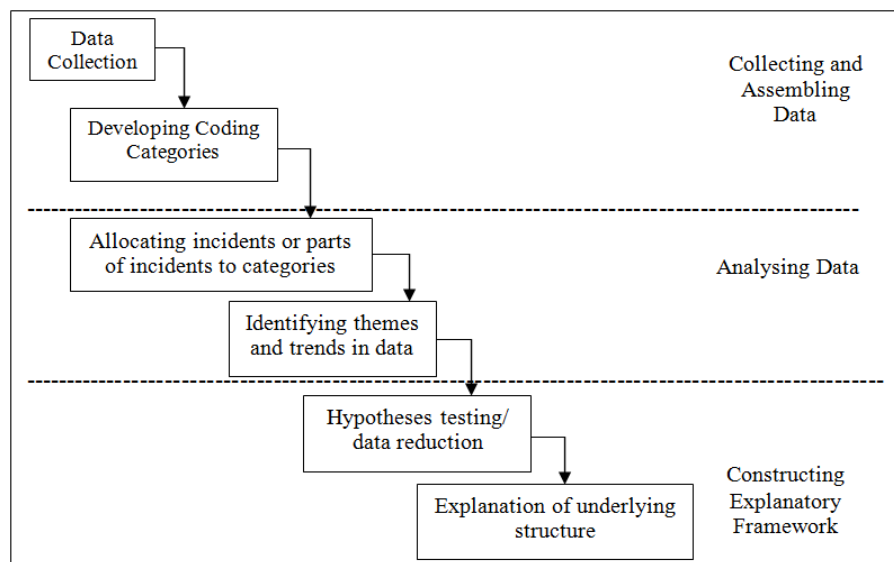 Data
Collection
Collecting and
Assembling
Data
Developing Coding
Categories
Allocating incidents or parts
of incidents to categories
Analysing Data
Identifying themes
and trends in data
Hypotheses testing/
data reduction
Constructing
Explanatory
Framework
Explanation of underlying
structure